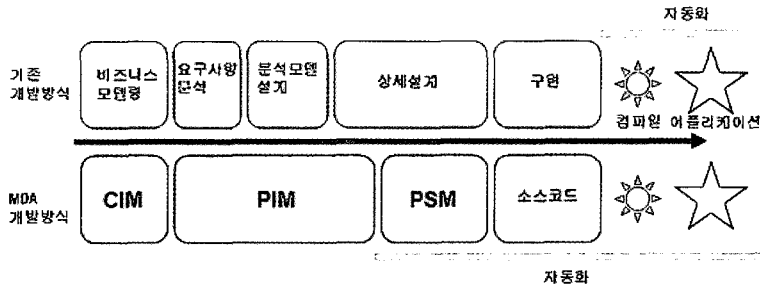 자동화
기존
개발방식
비즈니스
모델링
요구사항
분석
분석모델
설계
상세설계
구현
컴파일
어플리케이션
MDA
개발방식
CIM
PIM
PSM
소스코드
자동화